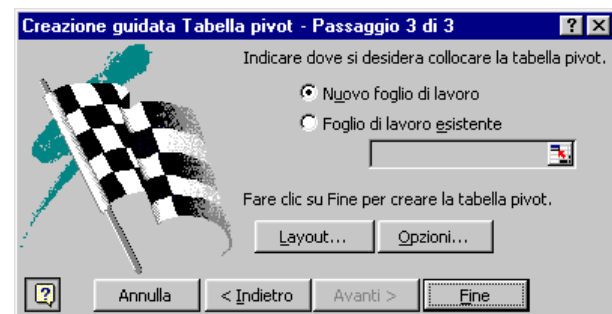 Creazione guidata Tabella pivot - Passaggio 3 di 3
Indicare dove si desidera collocare la tabella pivot.
Nuovo foglio di lavoro
Foglio di lavoro esistente
Fare clic su Fine per creare la tabella pivot.
Layout... Opzioni...
Annulla < Indietro Avanti > Fine